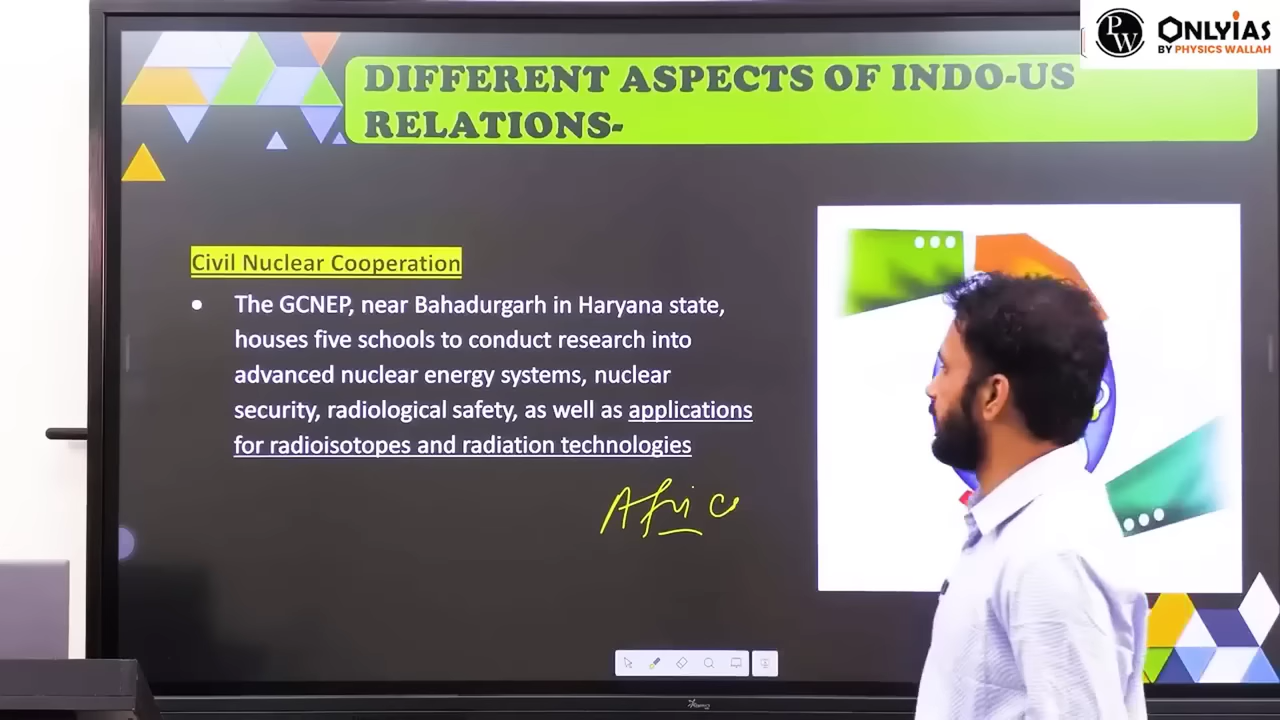 PW
ONLYIAS
BY PHYSICS WALLAH
DIFFERENT ASPECTS OF INDO-US
RELATIONS-
Civil Nuclear Cooperation
• The GCNEP, near Bahadurgarh in Haryana state,
houses five schools to conduct research into
advanced nuclear energy systems, nuclear
security, radiological safety, as well as applications
for radioisotopes and radiation technologies